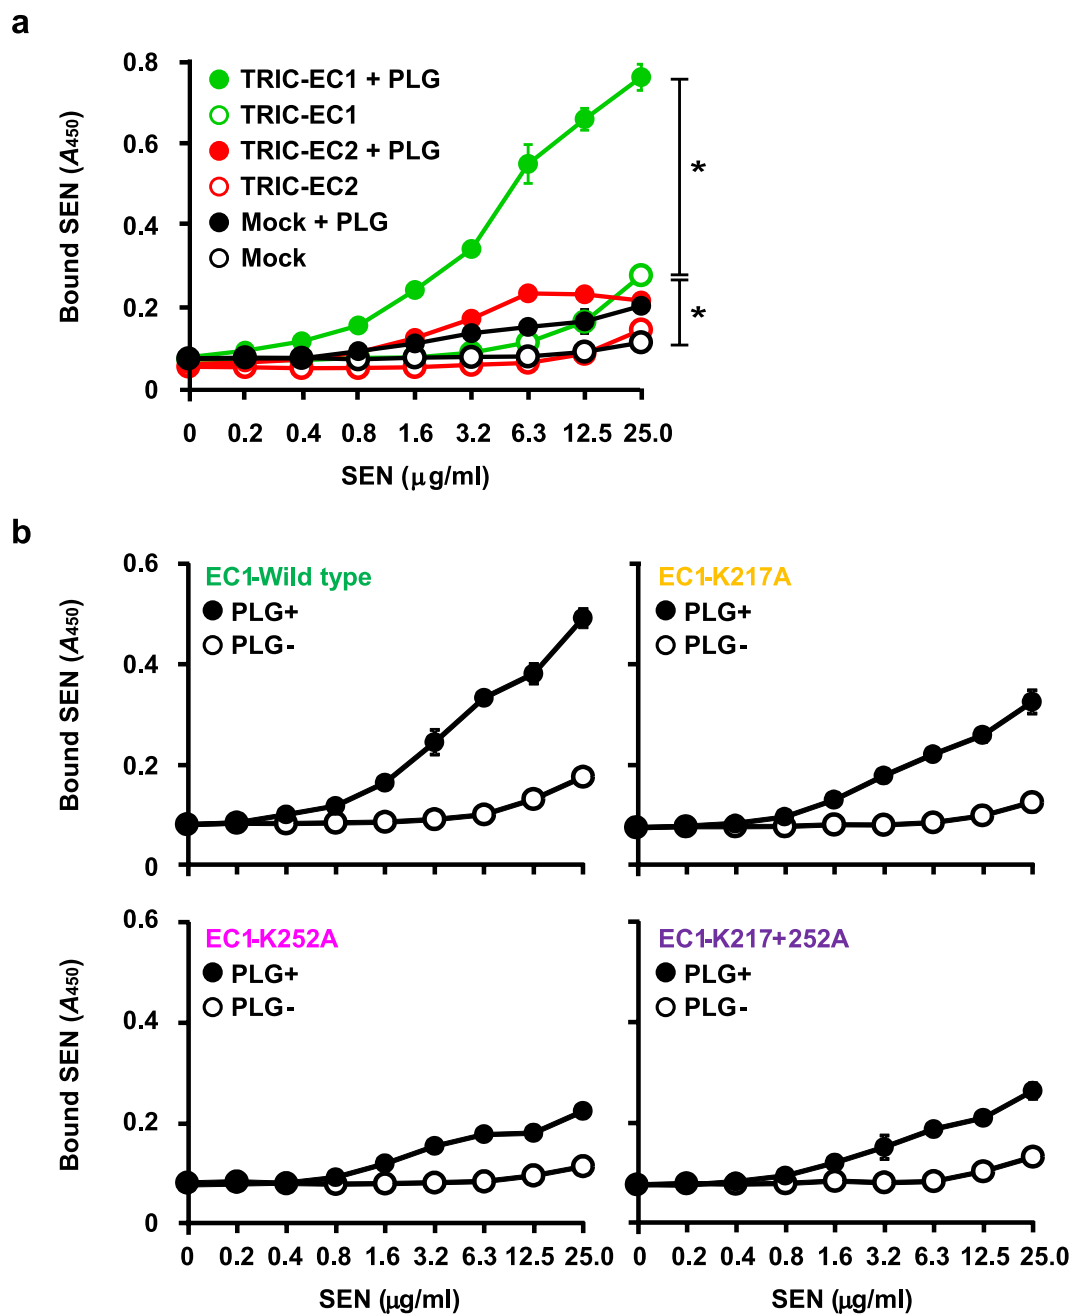 a
0.8
0.6
0.4
0.2
0
Bound SEN (A450)
TRIC-EC1 + PLG
TRIC-EC1
TRIC-EC2 + PLG
TRIC-EC2
Mock + PLG
Mock
*
*
0 0.2 0.4 0.8 1.6 3.2 6.3 12.5 25.0
SEN (μg/ml)
b
0.6
0.4
0.2
0
Bound SEN (A450)
EC1-Wild type
PLG+
PLG-
EC1-K217A
PLG+
PLG-
0.6
0.4
0.2
0
Bound SEN (A450)
EC1-K252A
PLG+
PLG-
EC1-K217+252A
PLG+
PLG-
0 0.2 0.4 0.8 1.6 3.2 6.3 12.5 25.0
0 0.2 0.4 0.8 1.6 3.2 6.3 12.5 25.0
SEN (μg/ml)
SEN (μg/ml)